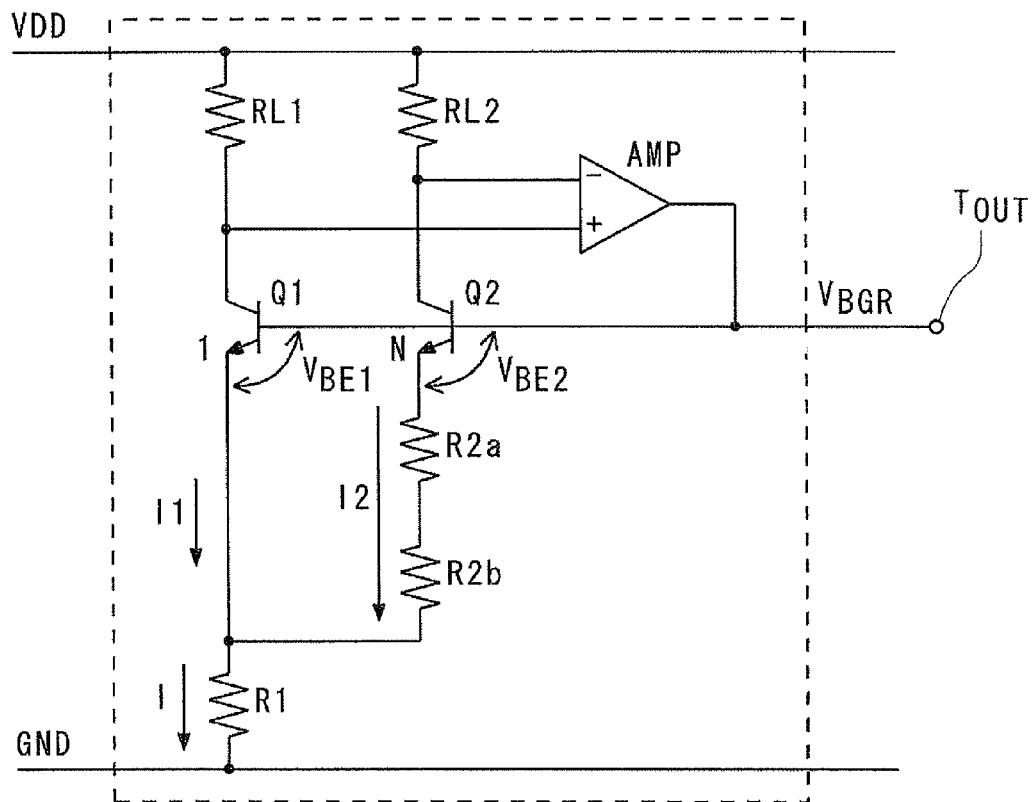 VDD
RL1
RL2
AMP
−
+
TOUT
Q1
Q2
VBGR
1
N
VBE1
VBE2
R2a
I1
I2
R2b
I
R1
GND